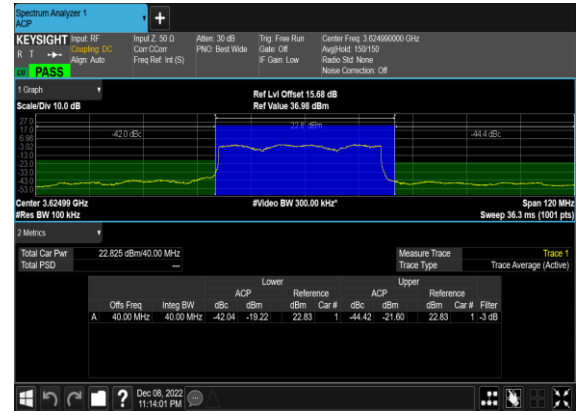 Spectrum Analyzer 1
ACP
+
KEYSIGHT Input: RF Input Z: 50 Ω Atten: 30 dB Trig: Free Run Center Freq: 3.624990000 GHz
R T Coupling: DC Corr CCorr PNO: Best Wide Gate: Off Avg|Hold: 150/150
Align: Auto Freq Ref: Int (S) IF Gain: Low Radio Std: None
PASS Noise Correction: Off
1 Graph
Ref Lvl Offset 15.68 dB
Scale/Div 10.0 dB Ref Value 36.98 dBm
27.0
17.0 -42.0 dBc 22.8 dBm -44.4 dBc
6.98
-3.02
-13.0
-23.0
-33.0
-43.0
-53.0
Center 3.62499 GHz #Video BW 300.00 kHz* Span 120 MHz
#Res BW 100 kHz Sweep 36.3 ms (1001 pts)
2 Metrics
Total Car Pwr 22.825 dBm/40.00 MHz Measure Trace Trace 1
Total PSD --- Trace Type Trace Average (Active)
Lower Upper
ACP Reference ACP Reference
Offs Freq Integ BW dBc dBm dBm Car # dBc dBm dBm Car # Filter
A 40.00 MHz 40.00 MHz -42.04 -19.22 22.83 1 -44.42 -21.60 22.83 1 -3 dB
? Dec 08, 2022
11:14:01 PM